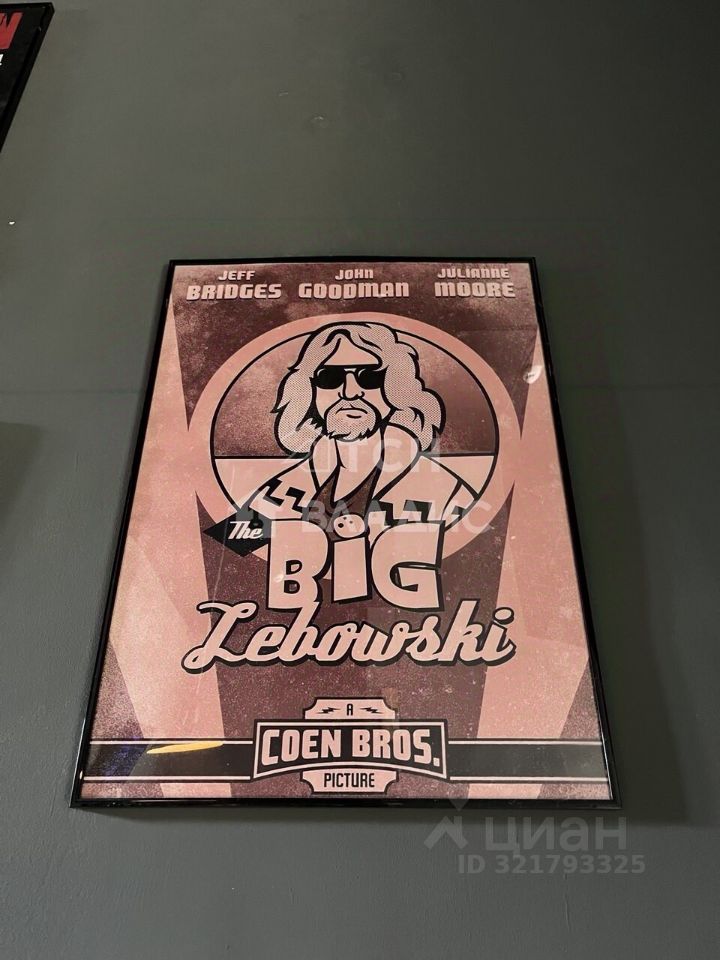 JEFF
BRIDGES
JOHN
GOODMAN
JULIANNE
MOORE
The
BiG
Lebowski
A
COEN BROS.
PICTURE
циан
ID 321793325